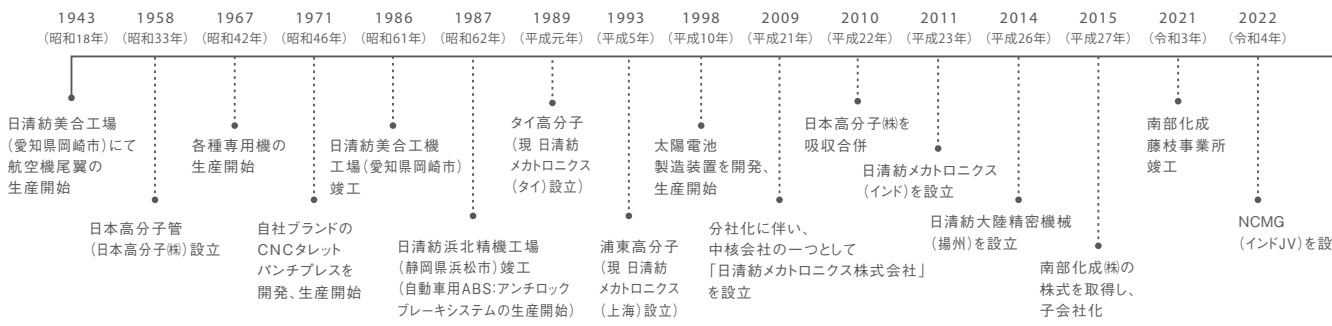 1943
(昭和18年)
日清紡美合工場
(愛知県岡崎市)にて
航空機尾翼の
生産開始
1958
(昭和33年)
日本高分子管
(日本高分子㈱)設立
1967
(昭和42年)
各種専用機の
生産開始
1971
(昭和46年)
自社ブランドの
CNCタレット
パンチプレスを
開発、生産開始
1986
(昭和61年)
日清紡美合工機
工場(愛知県岡崎市)
竣工
1987
(昭和62年)
日清紡浜北精機工場
(静岡県浜松市)竣工
(自動車用ABS:アンチロック
ブレーキシステムの生産開始)
1989
(平成元年)
タイ高分子
(現 日清紡
メカトロニクス
(タイ)設立)
1993
(平成5年)
浦東高分子
(現 日清紡
メカトロニクス
(上海)設立)
1998
(平成10年)
太陽電池
製造装置を開発、
生産開始
2009
(平成21年)
分社化に伴い、
中核会社の一つとして
「日清紡メカトロニクス株式会社」
を設立
2010
(平成22年)
日本高分子㈱を
吸収合併
2011
(平成23年)
日清紡メカトロニクス
(インド)を設立
2014
(平成26年)
日清紡大陸精密機械
(揚州)を設立
2015
(平成27年)
南部化成㈱の
株式を取得し、
子会社化
2021
(令和3年)
南部化成
藤枝事業所
竣工
2022
(令和4年)
NCMG
(インドJV)を設